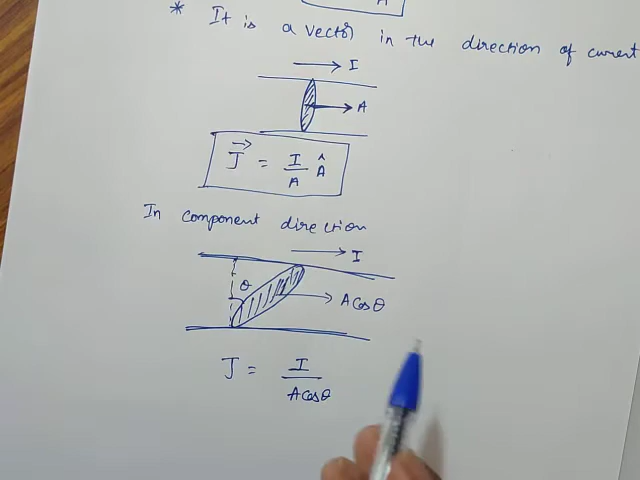 A
* It is a vector in the direction of current
I
A
J = I/A Â
In component direction
I
θ
A cos θ
J = I/A cos θ